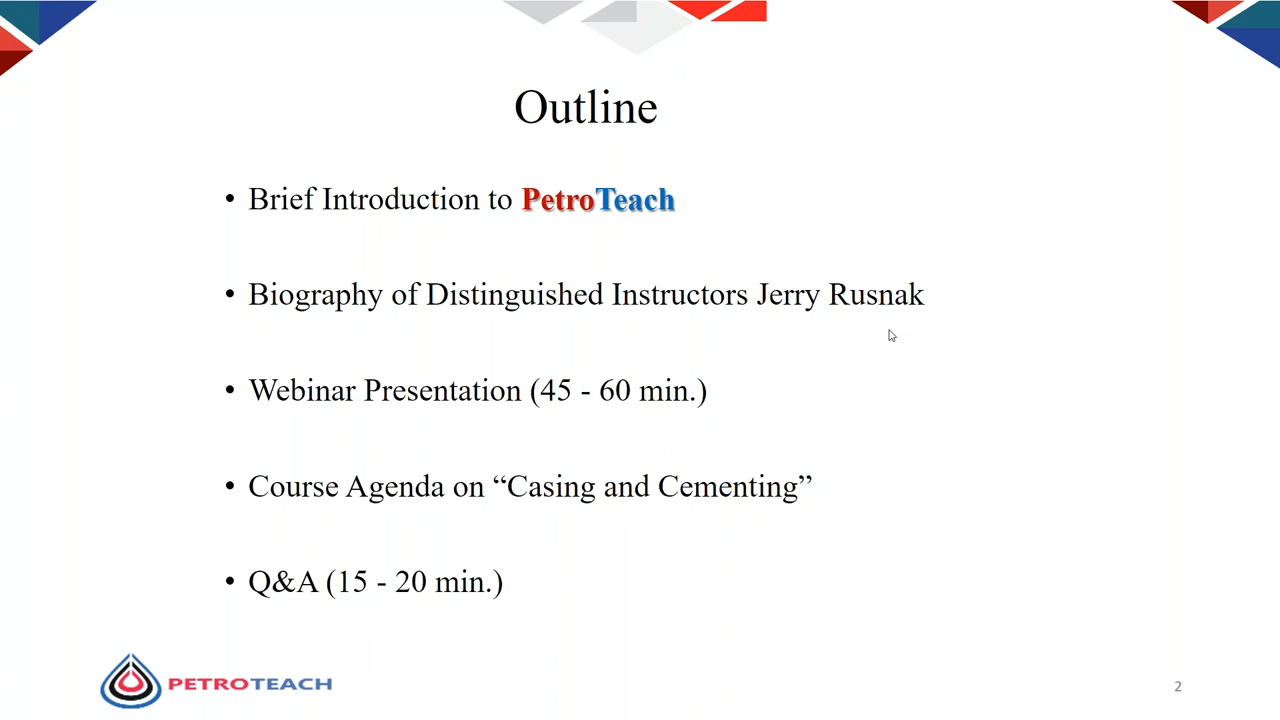 Outline
• Brief Introduction to PetroTeach
• Biography of Distinguished Instructors Jerry Rusnak
• Webinar Presentation (45 - 60 min.)
• Course Agenda on “Casing and Cementing”
• Q&A (15 - 20 min.)
PETROTEACH
2